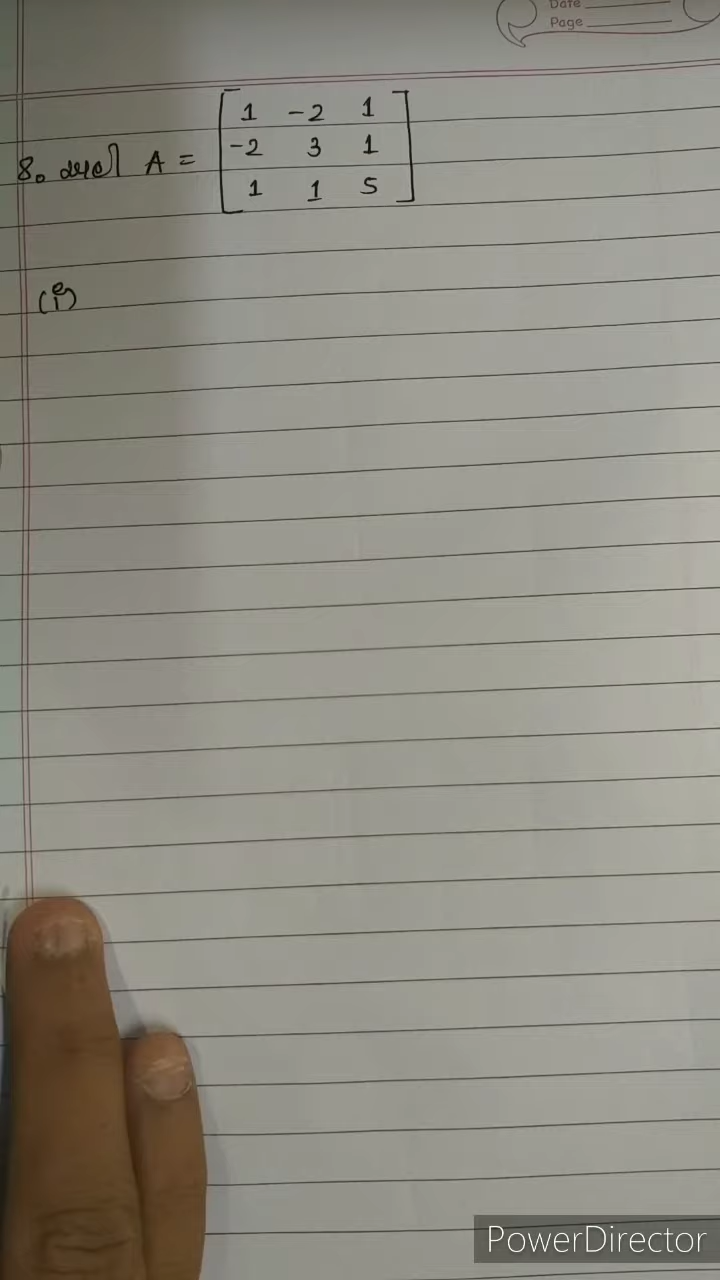 Date
Page
8. ધારો A = [ 1 -2 1
-2 3 1
1 1 5 ]
(i)
PowerDirector